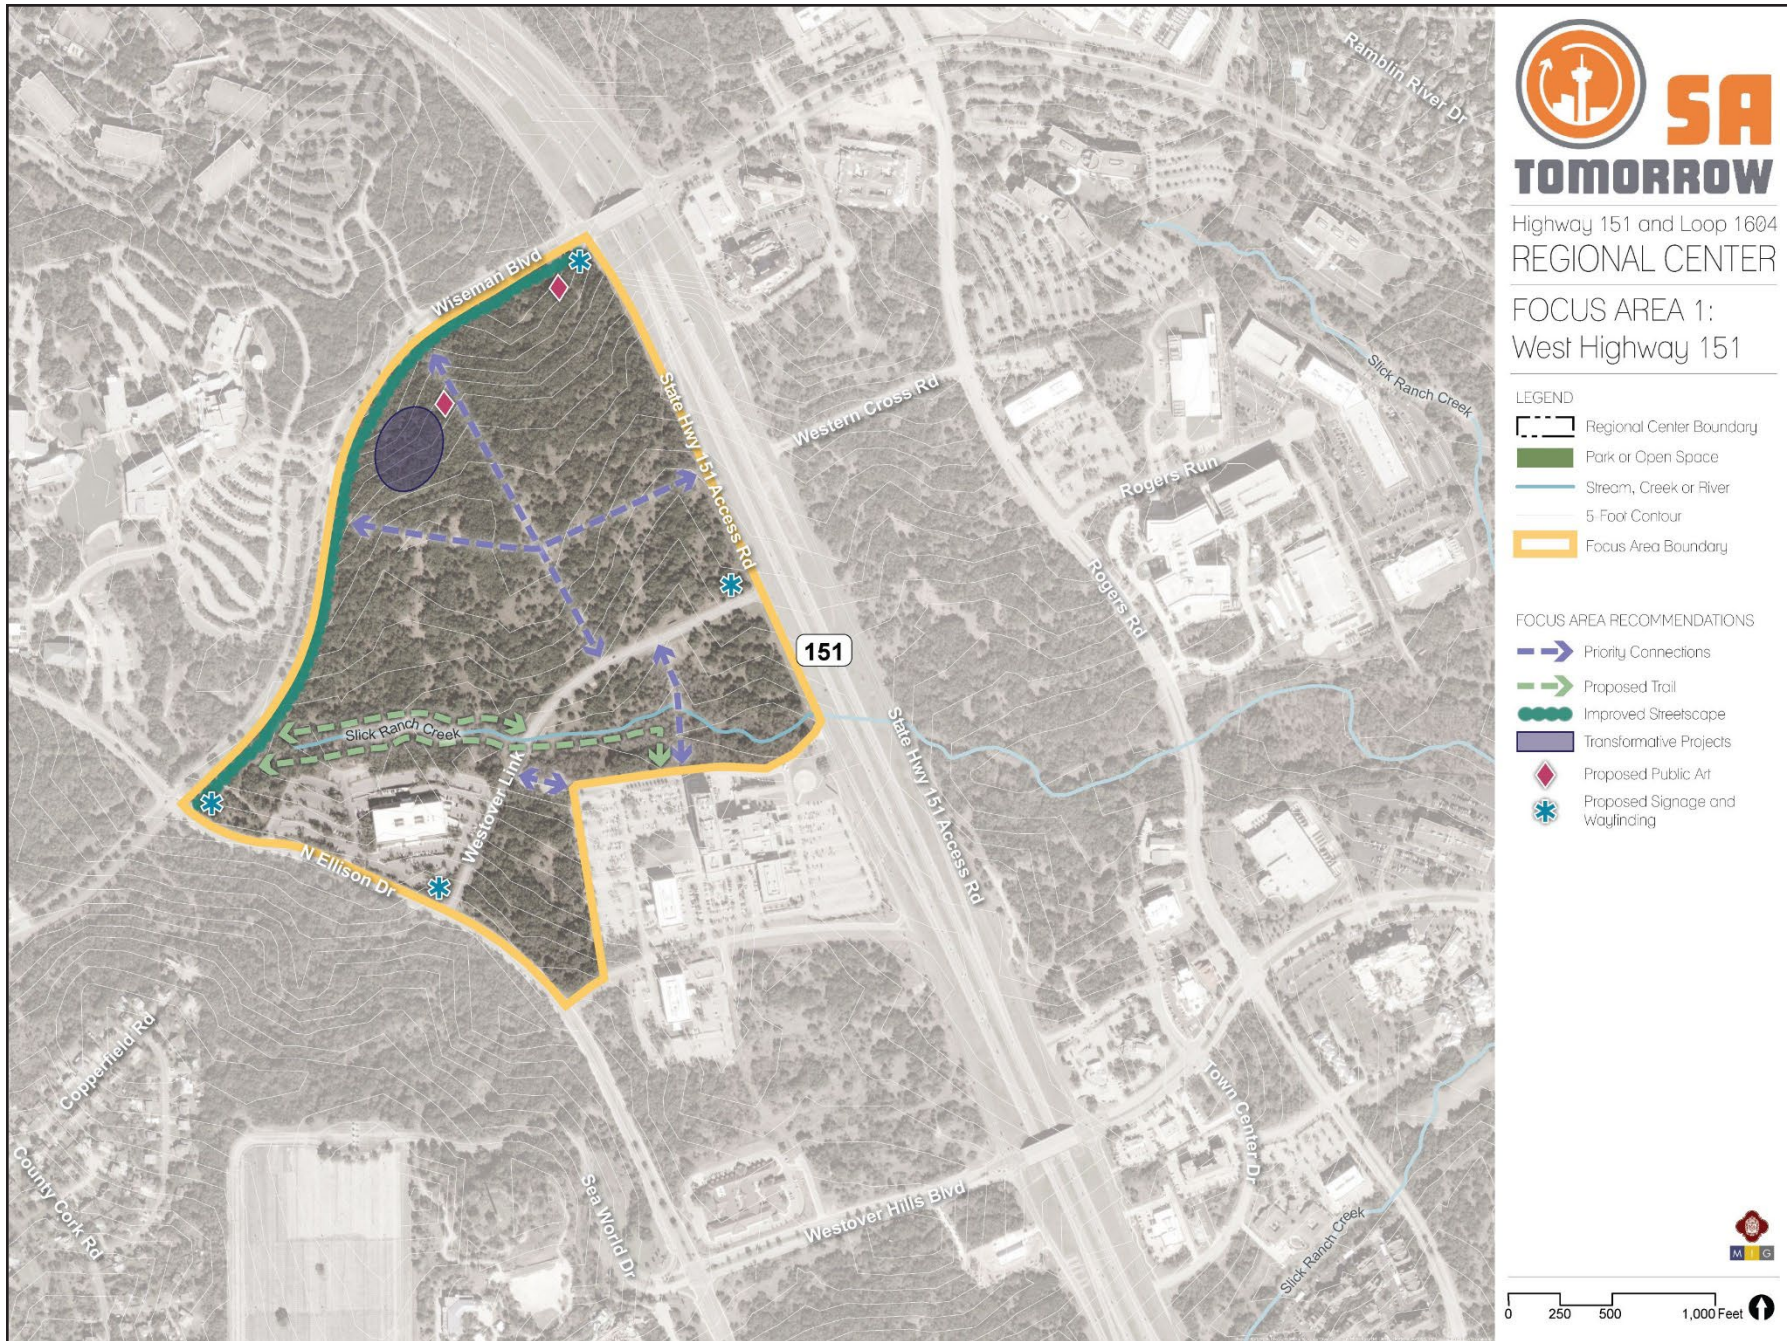 Ramblin River Dr
Wiseman Blvd
State Hwy 151 Access Rd
Western Cross Rd
Slick Ranch Creek
Rogers Run
Rogers Rd
151
Slick Ranch Creek
Westover Link
State Hwy 151 Access Rd
N Ellison Dr
Copperfield Rd
County Cork Rd
Sea World Dr
Westover Hills Blvd
Town Center Dr
Slick Ranch Creek
SA
TOMORROW
Highway 151 and Loop 1604
REGIONAL CENTER
FOCUS AREA 1:
West Highway 151
LEGEND
Regional Center Boundary
Park or Open Space
Stream, Creek or River
5-Foot Contour
Focus Area Boundary
FOCUS AREA RECOMMENDATIONS
Priority Connections
Proposed Trail
Improved Streetscape
Transformative Projects
Proposed Public Art
Proposed Signage and
Wayfinding
M I G
0 250 500 1,000 Feet